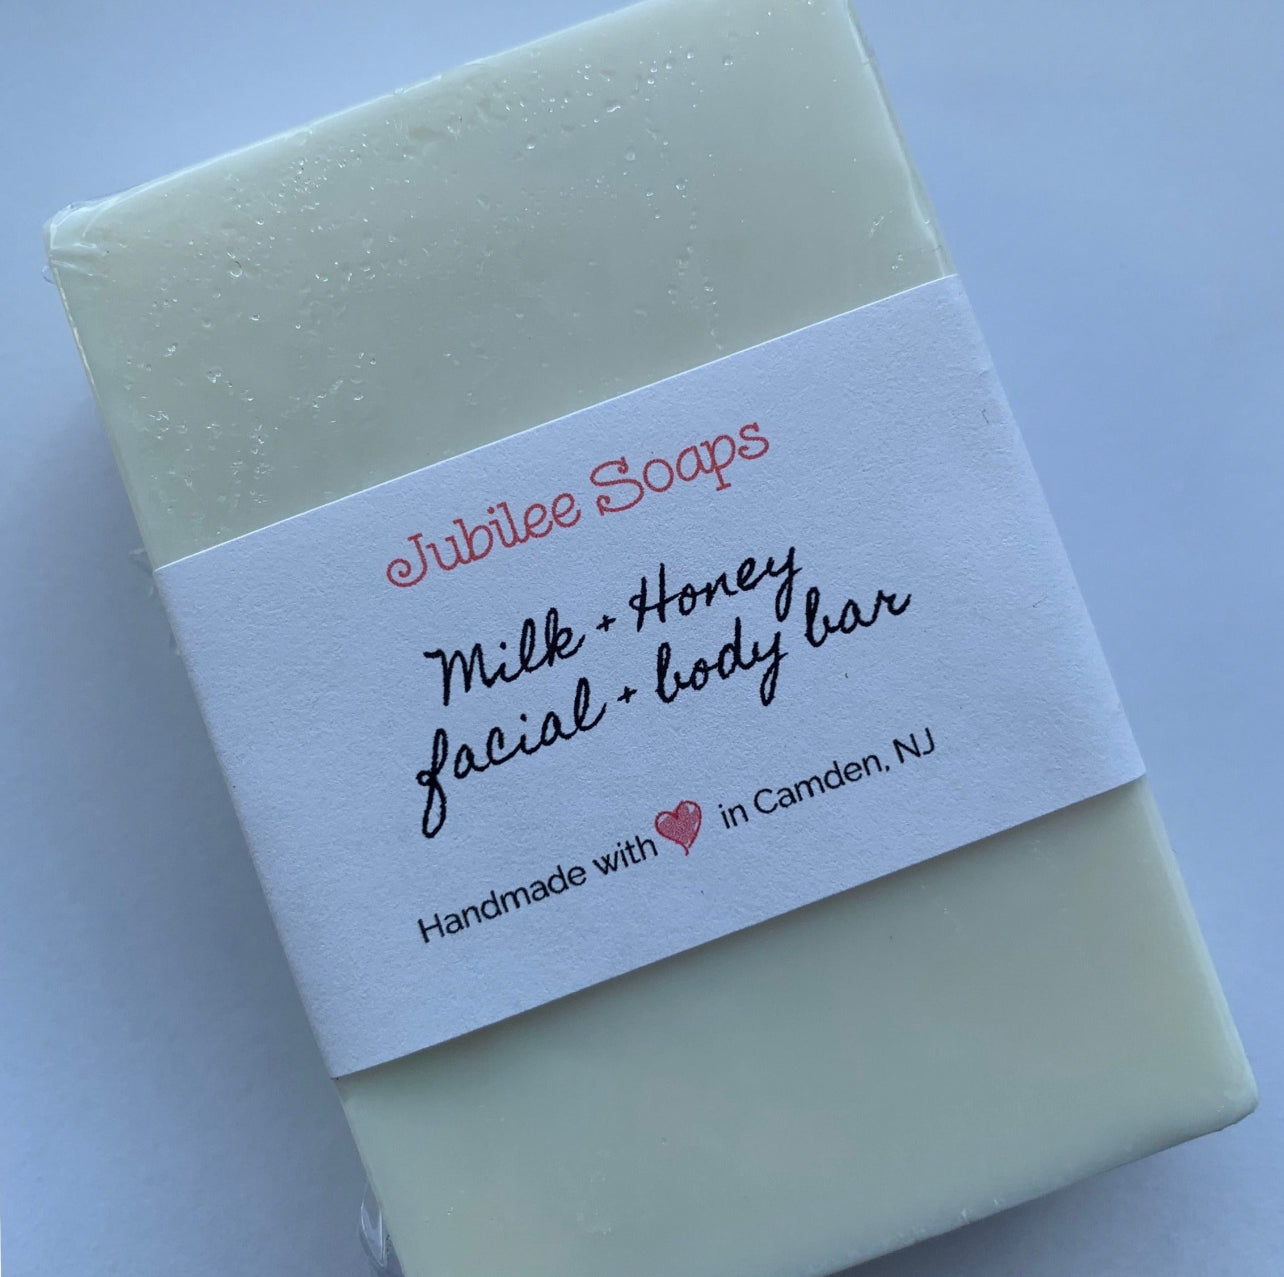 Jubilee Soaps
Milk + Honey
facial + body bar
Handmade with in Camden, NJ